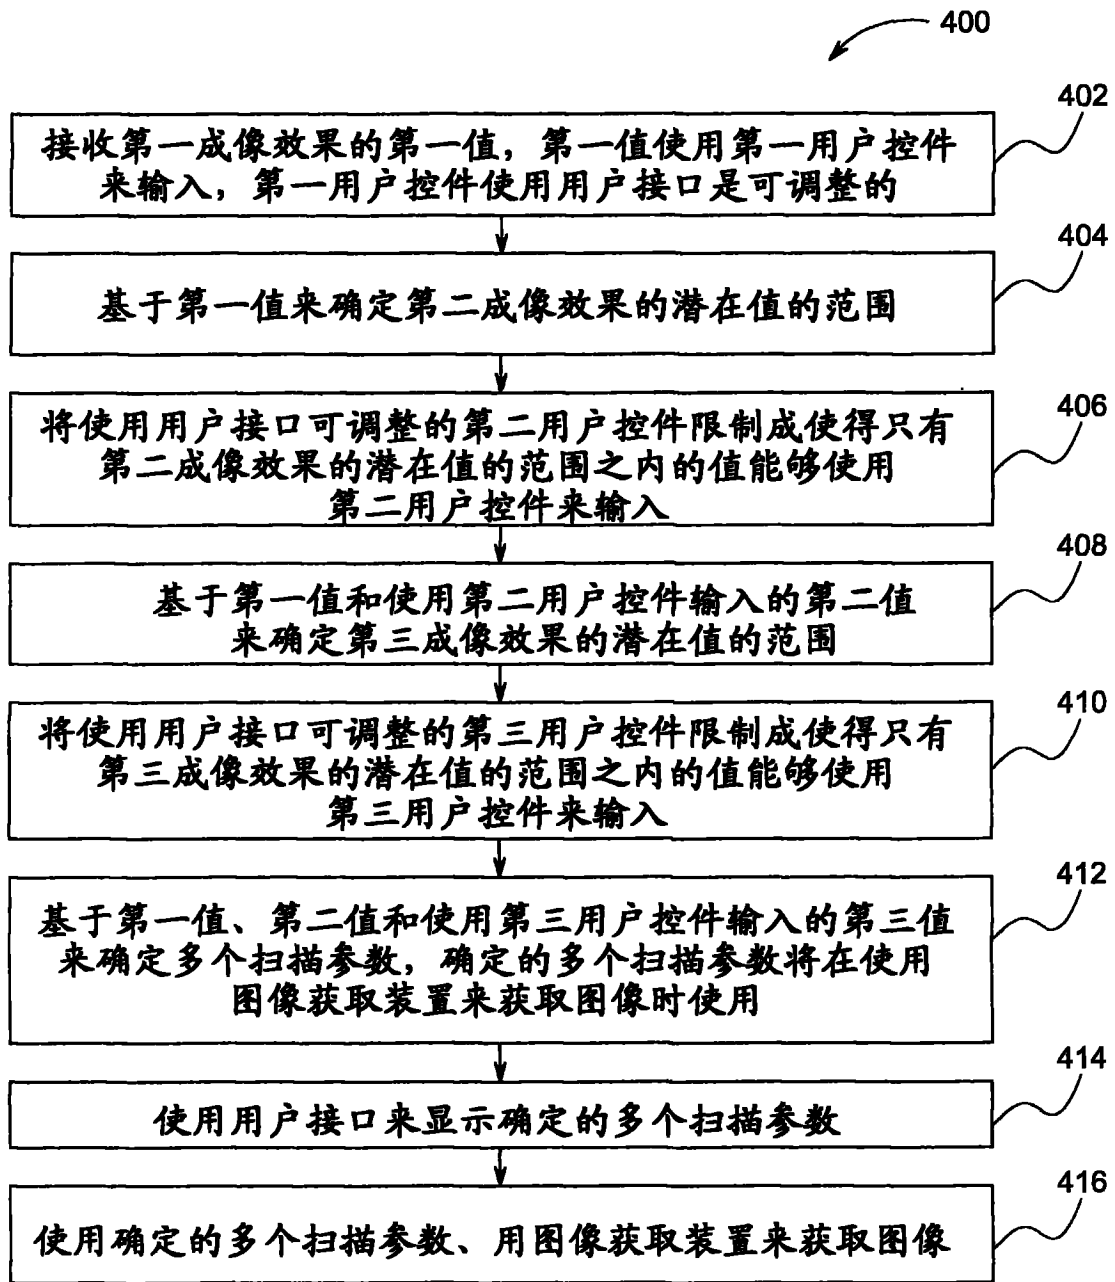 400
402
接收第一成像效果的第一值，第一值使用第一用户控件
来输入，第一用户控件使用用户接口是可调整的
404
基于第一值来确定第二成像效果的潜在值的范围
406
将使用用户接口可调整的第二用户控件限制成使得只有
第二成像效果的潜在值的范围之内的值能够使用
第二用户控件来输入
408
基于第一值和使用第二用户控件输入的第二值
来确定第三成像效果的潜在值的范围
410
将使用用户接口可调整的第三用户控件限制成使得只有
第三成像效果的潜在值的范围之内的值能够使用
第三用户控件来输入
412
基于第一值、第二值和使用第三用户控件输入的第三值
来确定多个扫描参数，确定的多个扫描参数将在使用
图像获取装置来获取图像时使用
414
使用用户接口来显示确定的多个扫描参数
416
使用确定的多个扫描参数、用图像获取装置来获取图像